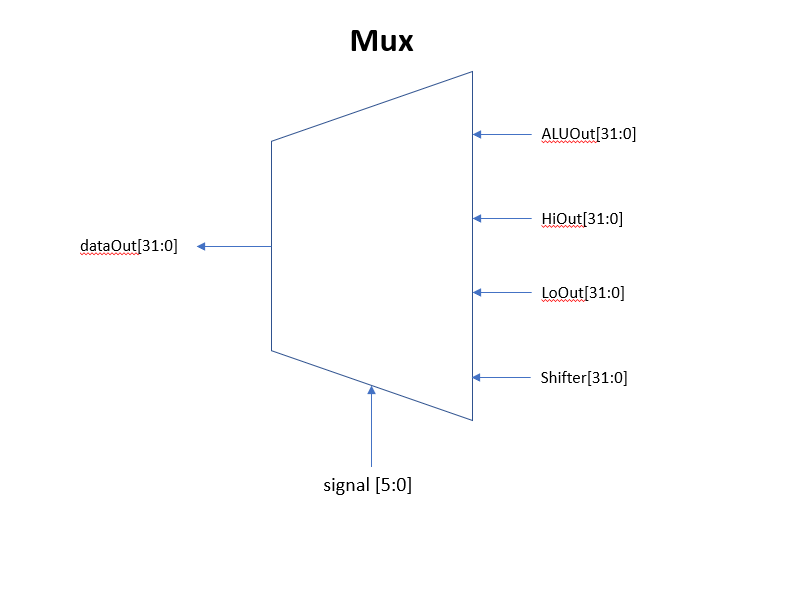 Mux
ALUOut[31:0]
HiOut[31:0]
dataOut[31:0]
LoOut[31:0]
Shifter[31:0]
signal [5:0]